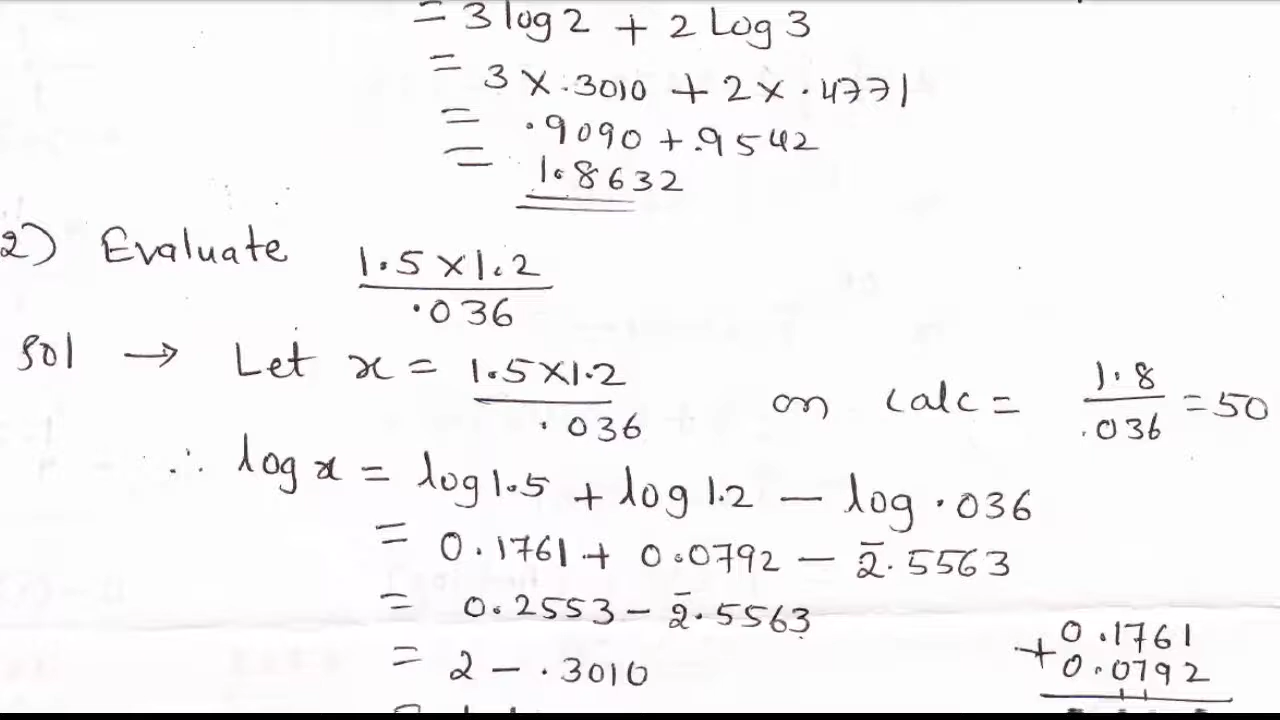 = 3 log 2 + 2 Log 3
= 3 × .3010 + 2 × .4771
= .9090 + .9542
= 1.8632
2) Evaluate 1.5×1.2 / .036
Sol → Let x = 1.5×1.2 / .036 on calc = 1.8 / .036 = 50
∴ log x = log 1.5 + log 1.2 − log .036
= 0.1761 + 0.0792 − 2̄.5563
= 0.2553 − 2̄.5563
= 2 − .3010
+ 0.1761
0.0792